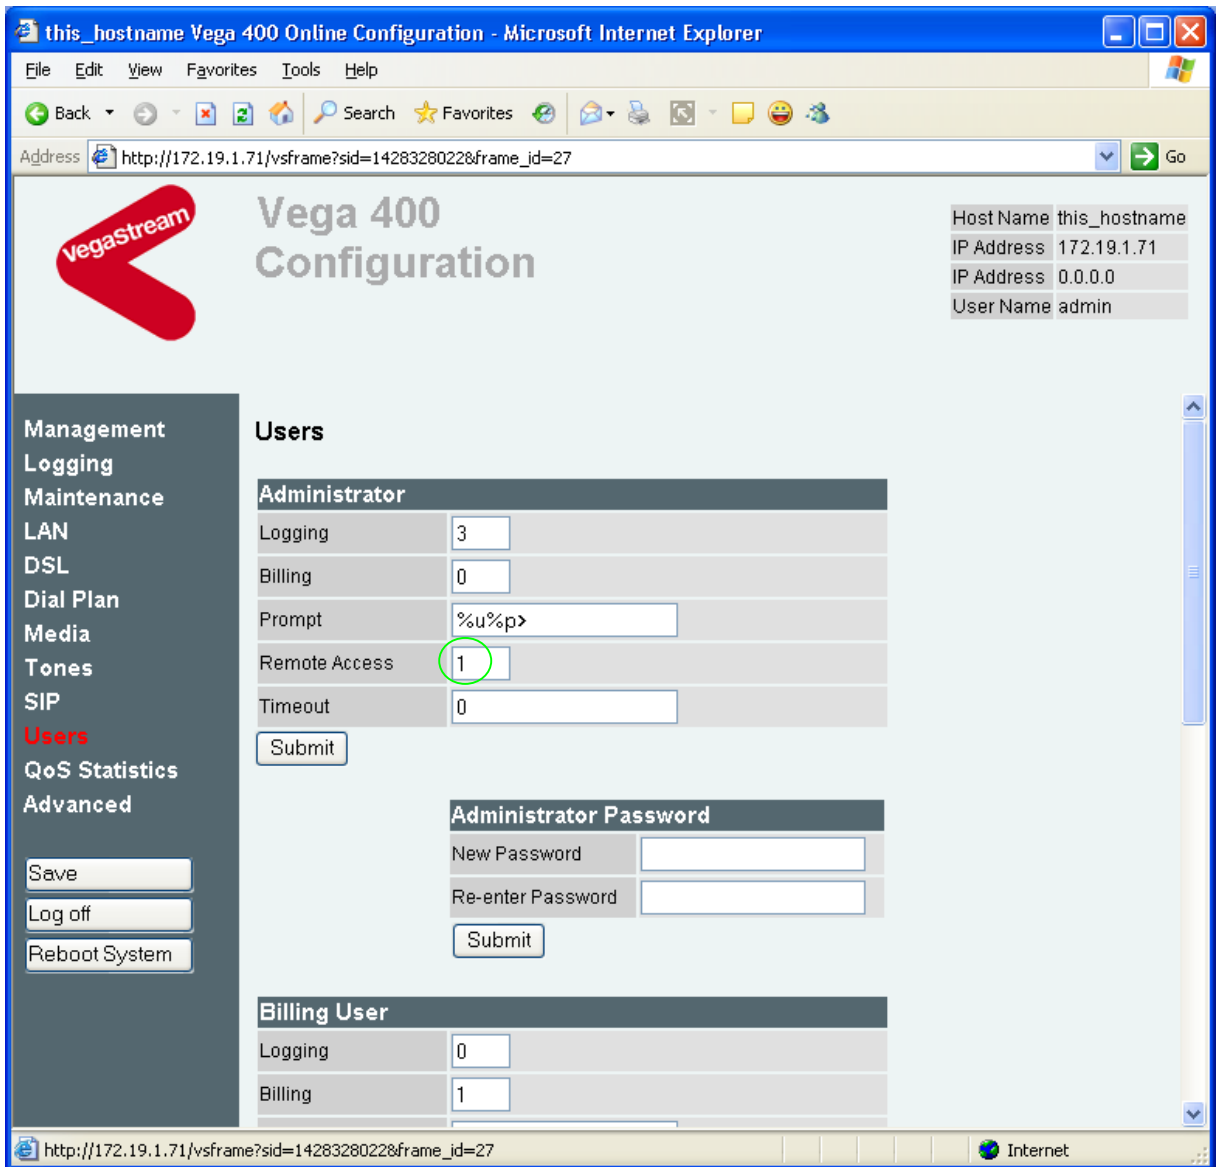 this_hostname Vega 400 Online Configuration - Microsoft Internet Explorer
File Edit View Favorites Tools Help
Back Search Favorites
Address http://172.19.1.71/vsframe?sid=1428328022&frame_id=27 Go
vegastream
Vega 400
Configuration
Host Name this_hostname
IP Address 172.19.1.71
IP Address 0.0.0.0
User Name admin
Management
Logging
Maintenance
LAN
DSL
Dial Plan
Media
Tones
SIP
Users
QoS Statistics
Advanced
Save
Log off
Reboot System
Users
Administrator
Logging 3
Billing 0
Prompt %u%p>
Remote Access 1
Timeout 0
Submit
Administrator Password
New Password
Re-enter Password
Submit
Billing User
Logging 0
Billing 1
http://172.19.1.71/vsframe?sid=1428328022&frame_id=27 Internet